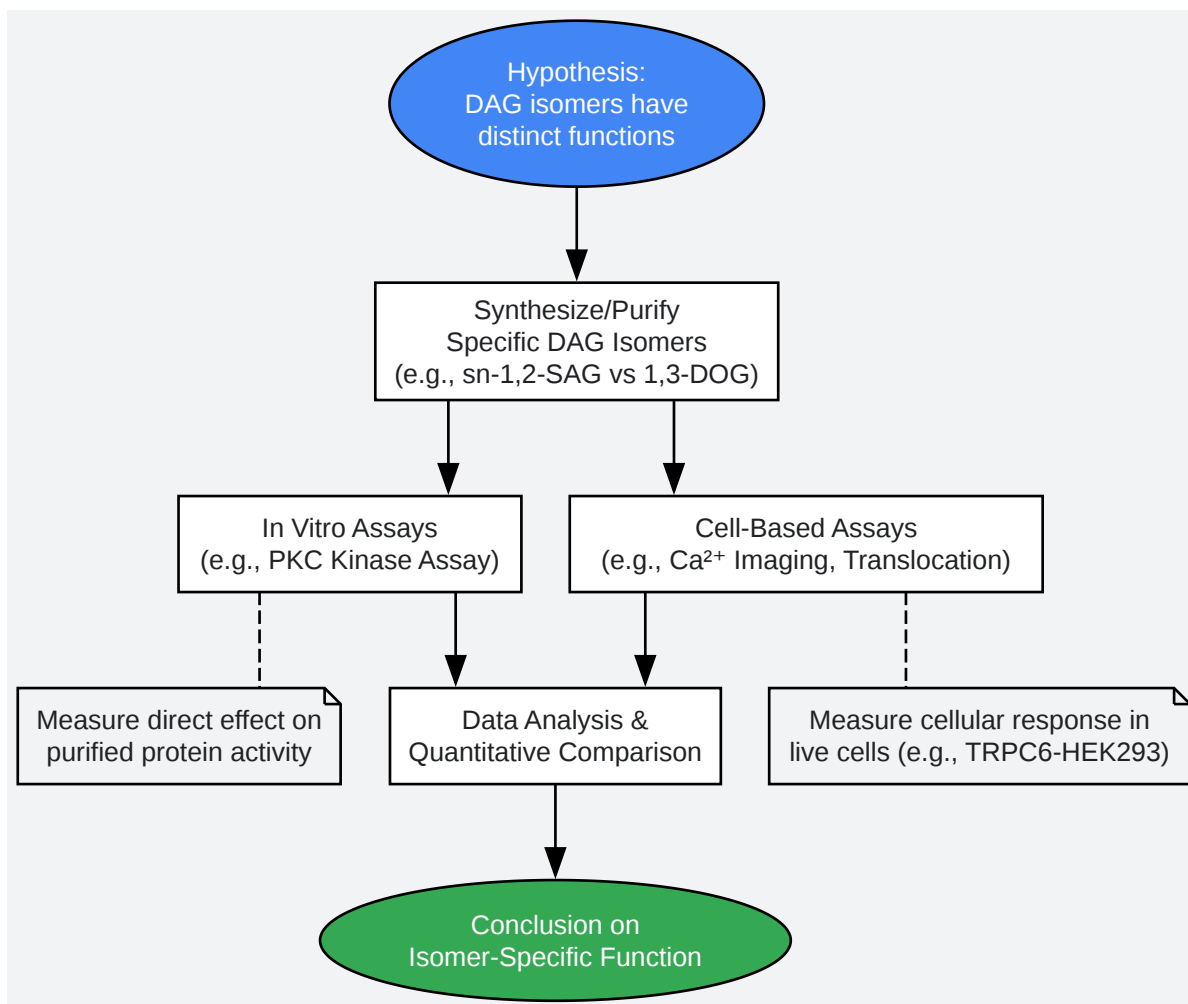 Hypothesis:
DAG isomers have
distinct functions
Synthesize/Purify
Specific DAG Isomers
(e.g., sn-1,2-SAG vs 1,3-DOG)
In Vitro Assays
(e.g., PKC Kinase Assay)
Cell-Based Assays
(e.g., Ca²⁺ Imaging, Translocation)
Measure direct effect on
purified protein activity
Data Analysis &
Quantitative Comparison
Measure cellular response in
live cells (e.g., TRPC6-HEK293)
Conclusion on
Isomer-Specific Function